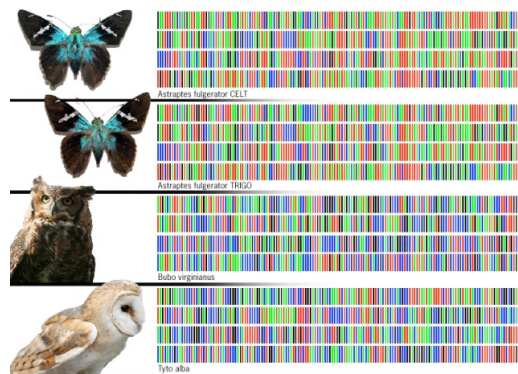 Astraptes fulgerator CELT
Astraptes fulgerator TRIGO
Bubo virginianus
Tyto alba